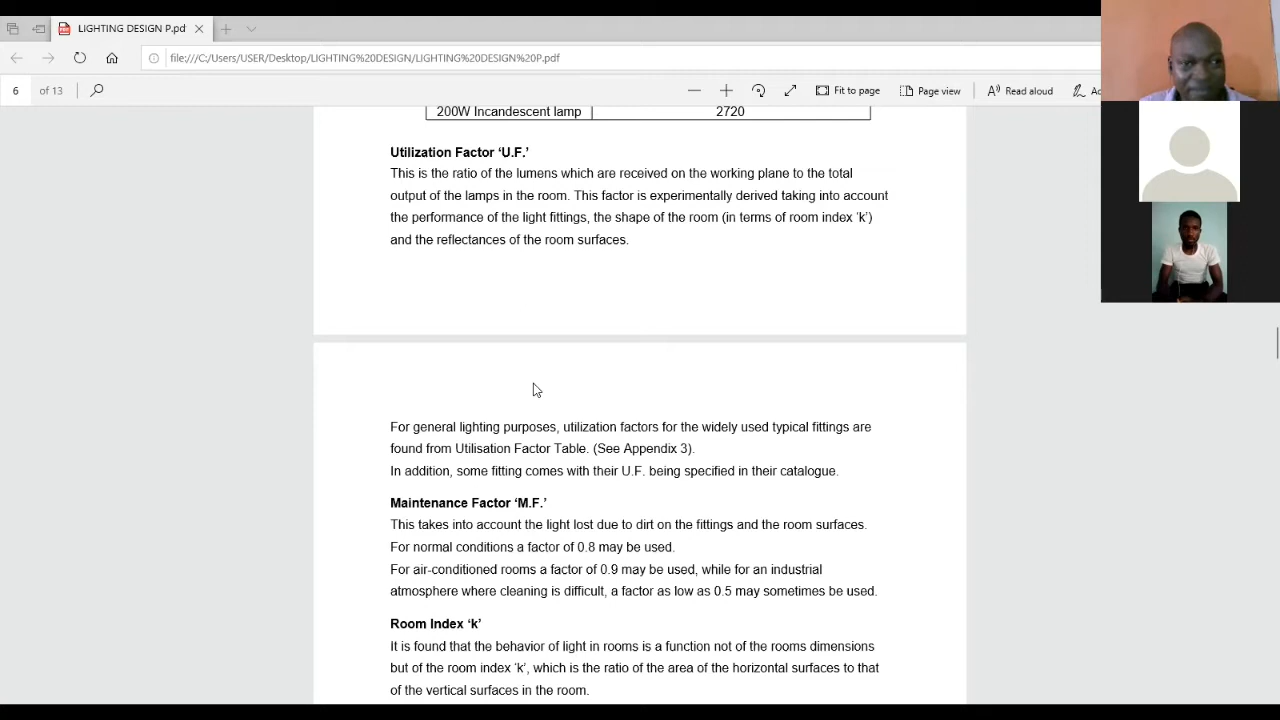 LIGHTING DESIGN P.pd
file:///C:/Users/USER/Desktop/LIGHTING%20DESIGN/LIGHTING%20DESIGN%20P.pdf
6 of 13 Fit to page Page view Read aloud
200W Incandescent lamp 2720
Utilization Factor ‘U.F.’
This is the ratio of the lumens which are received on the working plane to the total
output of the lamps in the room. This factor is experimentally derived taking into account
the performance of the light fittings, the shape of the room (in terms of room index ‘k’)
and the reflectances of the room surfaces.
For general lighting purposes, utilization factors for the widely used typical fittings are
found from Utilisation Factor Table. (See Appendix 3).
In addition, some fitting comes with their U.F. being specified in their catalogue.
Maintenance Factor ‘M.F.’
This takes into account the light lost due to dirt on the fittings and the room surfaces.
For normal conditions a factor of 0.8 may be used.
For air-conditioned rooms a factor of 0.9 may be used, while for an industrial
atmosphere where cleaning is difficult, a factor as low as 0.5 may sometimes be used.
Room Index ‘k’
It is found that the behavior of light in rooms is a function not of the rooms dimensions
but of the room index ‘k’, which is the ratio of the area of the horizontal surfaces to that
of the vertical surfaces in the room.